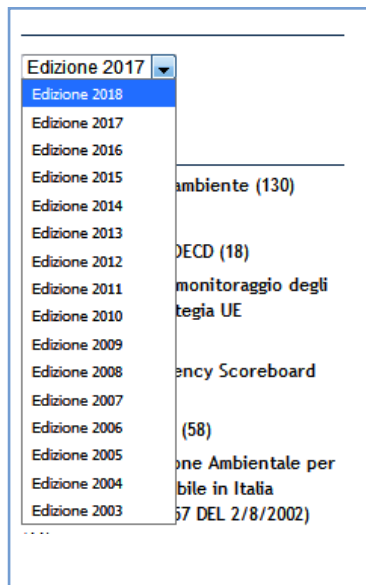 Edizione 2017
Edizione 2018
Edizione 2017
Edizione 2016
Edizione 2015
ambiente (130)
Edizione 2014
Edizione 2013
OECD (18)
Edizione 2012
Edizione 2011
monitoraggio degli
Edizione 2010
tegia UE
Edizione 2009
Edizione 2008
ency Scoreboard
Edizione 2007
Edizione 2006
(58)
Edizione 2005
one Ambientale per
Edizione 2004
bile in Italia
Edizione 2003
57 DEL 2/8/2002)